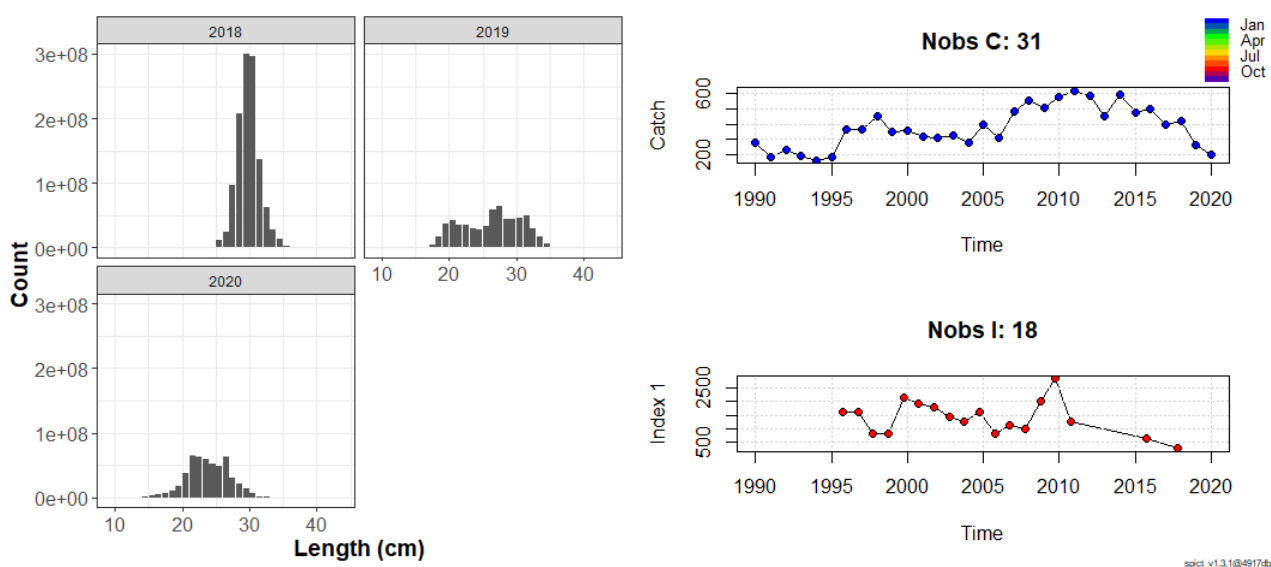 2018
2019
3e+08
2e+08
1e+08
0e+00
10 20 30 40
2020
3e+08
2e+08
1e+08
0e+00
10 20 30 40
Count
Length (cm)
Nobs C: 31
Jan
Apr
Jul
Oct
Catch
600
200
1990 1995 2000 2005 2010 2015 2020
Time
Nobs I: 18
Index 1
2500
500
1990 1995 2000 2005 2010 2015 2020
Time
spict_v1.3.1@4917db